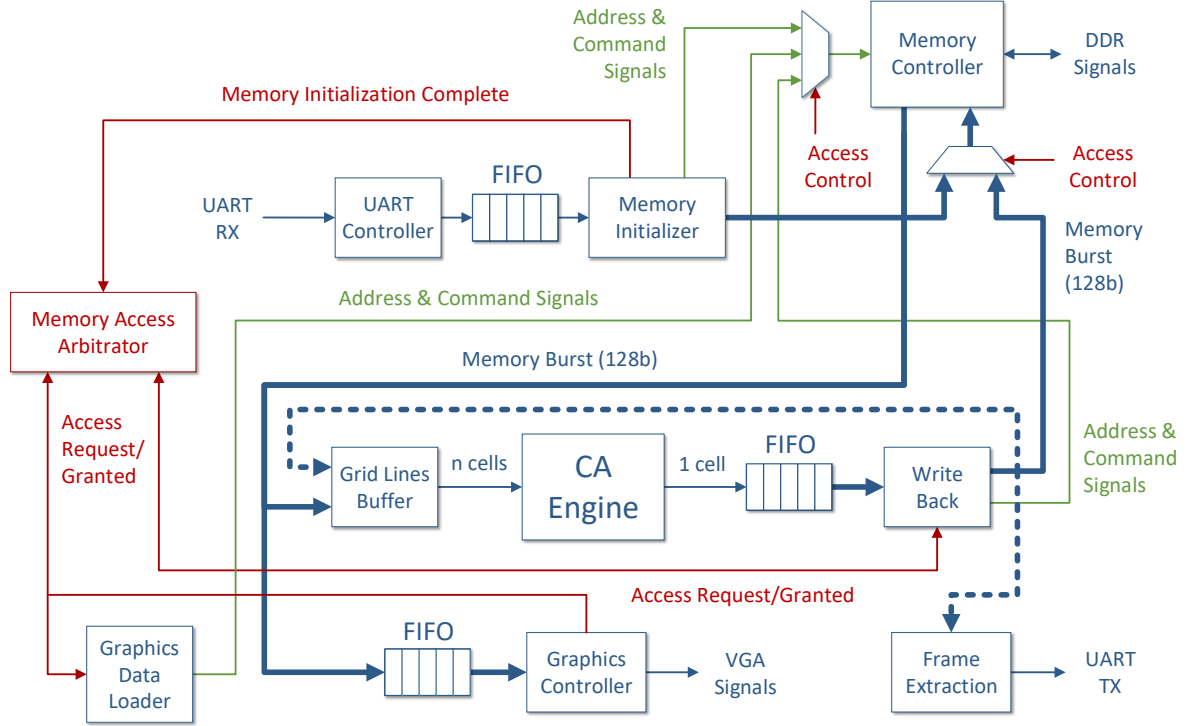 Address &
Command
Signals
Memory
Controller
DDR
Signals
Memory Initialization Complete
Access
Control
Access
Control
FIFO
UART
RX
UART
Controller
Memory
Initializer
Memory
Burst
(128b)
Address & Command Signals
Memory Access
Arbitrator
Memory Burst (128b)
Access
Request/
Granted
Grid Lines
Buffer
n cells
CA
Engine
1 cell
FIFO
Write
Back
Address &
Command
Signals
Access Request/Granted
FIFO
Graphics
Data
Loader
Graphics
Controller
VGA
Signals
Frame
Extraction
UART
TX